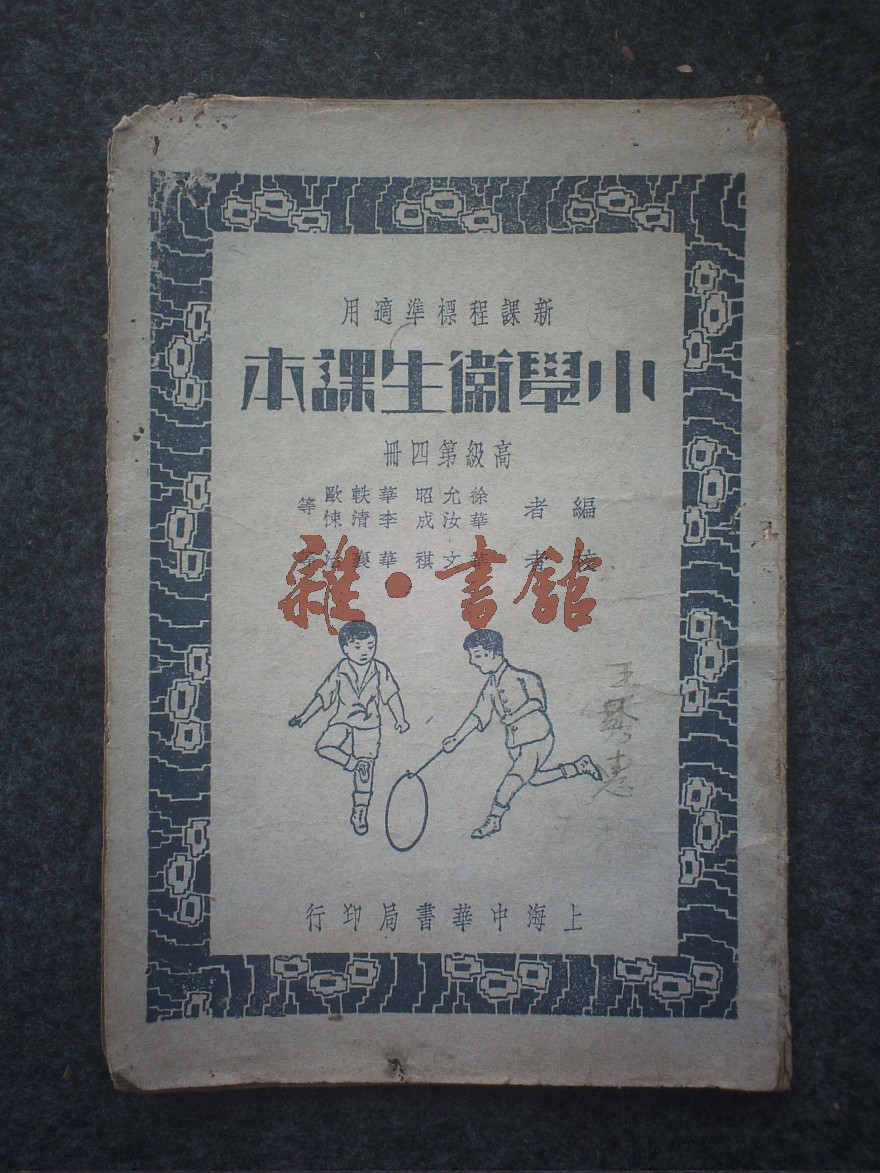 新課程標準適用
小學衛生課本
高級第四冊
編者 徐允昭 華軼歐 等
華汝成 李清悚
校者 華文祺 華襄治
雜·書館
王
上海中華書局印行